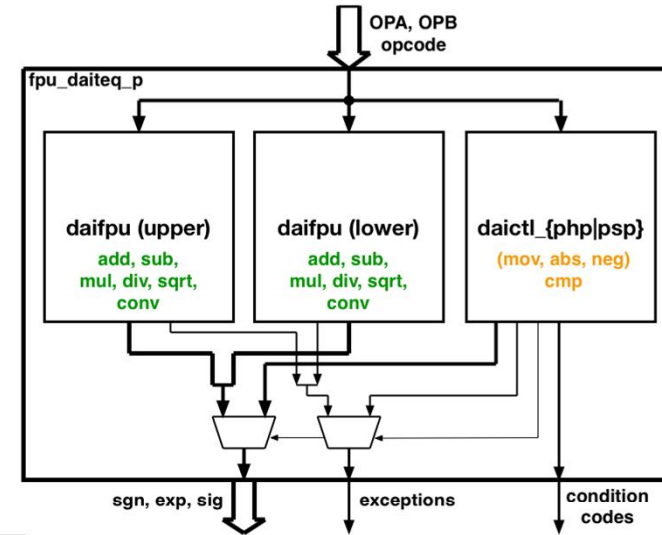 OPA, OPB
opcode
fpu_daiteq_p
daifpu (upper)
add, sub,
mul, div, sqrt,
conv
daifpu (lower)
add, sub,
mul, div, sqrt,
conv
daictl_{php|psp}
(mov, abs, neg)
cmp
sgn, exp, sig
exceptions
condition
codes